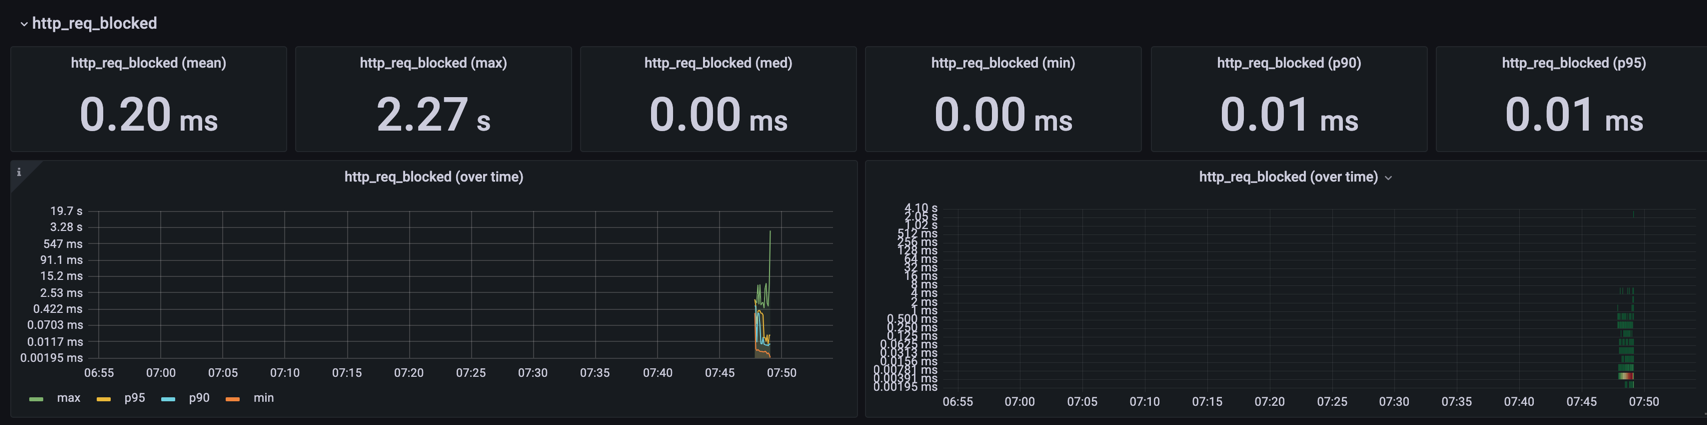 http_req_blocked
http_req_blocked (mean)
0.20 ms
http_req_blocked (max)
2.27 s
http_req_blocked (med)
0.00 ms
http_req_blocked (min)
0.00 ms
http_req_blocked (p90)
0.01 ms
http_req_blocked (p95)
0.01 ms
i
http_req_blocked (over time)
19.7 s
3.28 s
547 ms
91.1 ms
15.2 ms
2.53 ms
0.422 ms
0.0703 ms
0.0117 ms
0.00195 ms
06:55 07:00 07:05 07:10 07:15 07:20 07:25 07:30 07:35 07:40 07:45 07:50
max p95 p90 min
http_req_blocked (over time)
4.10 s
2.05 s
1.02 s
512 ms
256 ms
128 ms
64 ms
32 ms
16 ms
8 ms
4 ms
2 ms
1 ms
0.500 ms
0.250 ms
0.125 ms
0.0625 ms
0.0313 ms
0.0156 ms
0.00781 ms
0.00391 ms
0.00195 ms
06:55 07:00 07:05 07:10 07:15 07:20 07:25 07:30 07:35 07:40 07:45 07:50